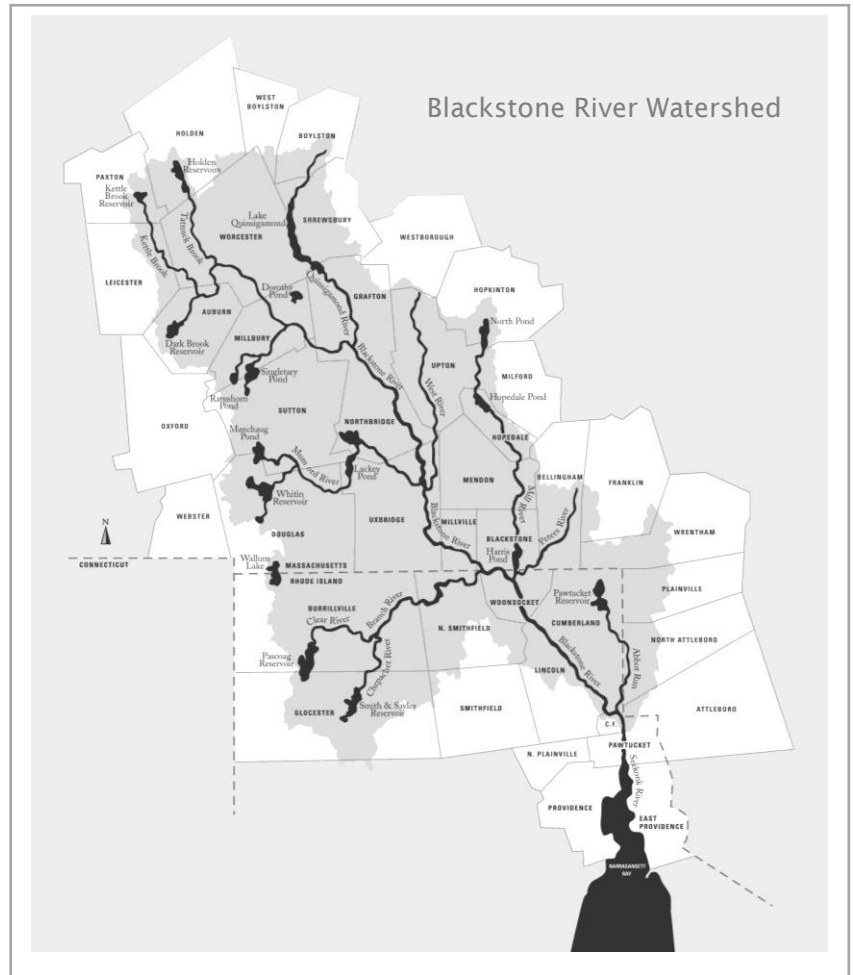 Blackstone River Watershed
WEST
BOYLSTON
HOLDEN
BOYLSTON
PAXTON
Holden
Reservoirs
Kettle
Brook
Reservoir
Lake
Quinsigamond
SHREWSBURY
Tatnuck Brook
WORCESTER
WESTBOROUGH
Kettle Brook
LEICESTER
Quinsigamond River
Dorothy
Pond
GRAFTON
HOPKINTON
AUBURN
North Pond
MILLBURY
Dark Brook
Reservoir
Blackstone River
UPTON
West River
Singletary
Pond
MILFORD
Ramshorn
Pond
Hopedale Pond
SUTTON
OXFORD
NORTHBRIDGE
Manchaug
Pond
HOPEDALE
Mumford River
Lackey
Pond
BELLINGHAM
FRANKLIN
MENDON
Mill River
Whitin
Reservoir
WEBSTER
Blackstone River
MILLVILLE
Peters River
UXBRIDGE
WRENTHAM
N
DOUGLAS
BLACKSTONE
Harris
Pond
CONNECTICUT
Wallum
Lake
MASSACHUSETTS
RHODE ISLAND
PLAINVILLE
Pawtucket
Reservoir
WOONSOCKET
BURRILLVILLE
Branch River
Clear River
CUMBERLAND
N. SMITHFIELD
NORTH ATTLEBORO
Chepachet River
Blackstone River
Abbot Run
LINCOLN
Pascoag
Reservoir
GLOCESTER
Smith & Sayles
Reservoir
SMITHFIELD
ATTLEBORO
C.F
PAWTUCKET
N. PLAINVILLE
Seekonk River
PROVIDENCE
EAST
PROVIDENCE
NARRAGANSETT
BAY